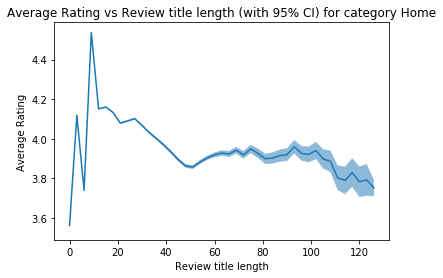 Average Rating vs Review title length (with 95% CI) for category Home
Average Rating
4.4
4.2
4.0
3.8
3.6
0 20 40 60 80 100 120
Review title length